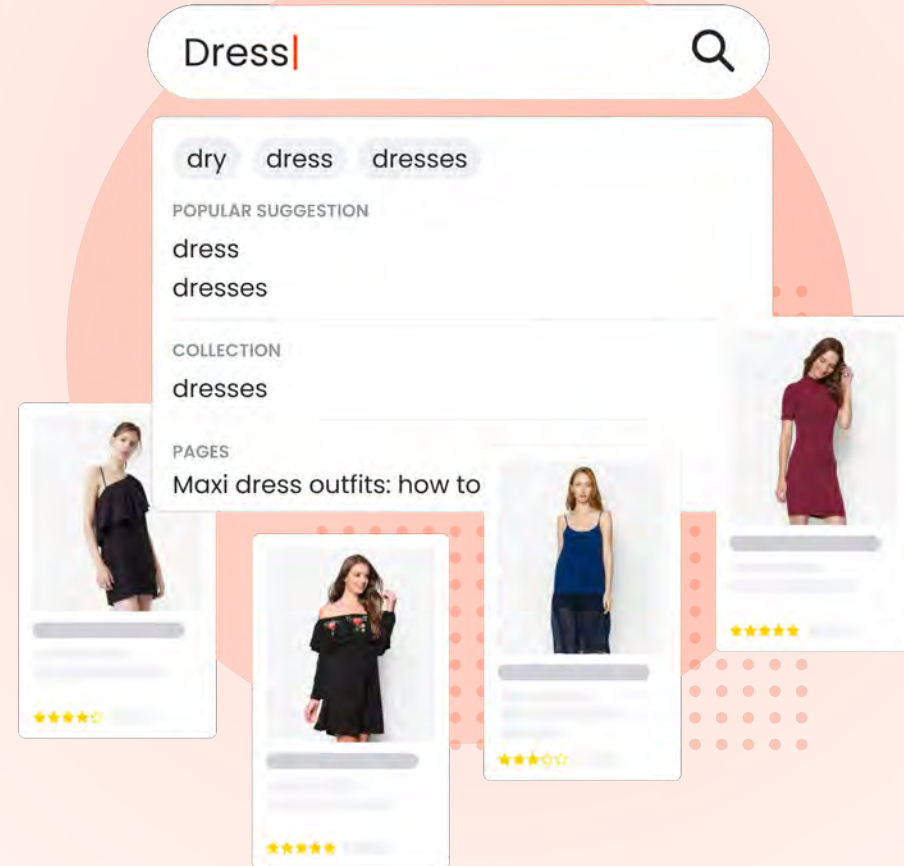 Dress
dry dress dresses
POPULAR SUGGESTION
dress
dresses
COLLECTION
dresses
PAGES
Maxi dress outfits: how to